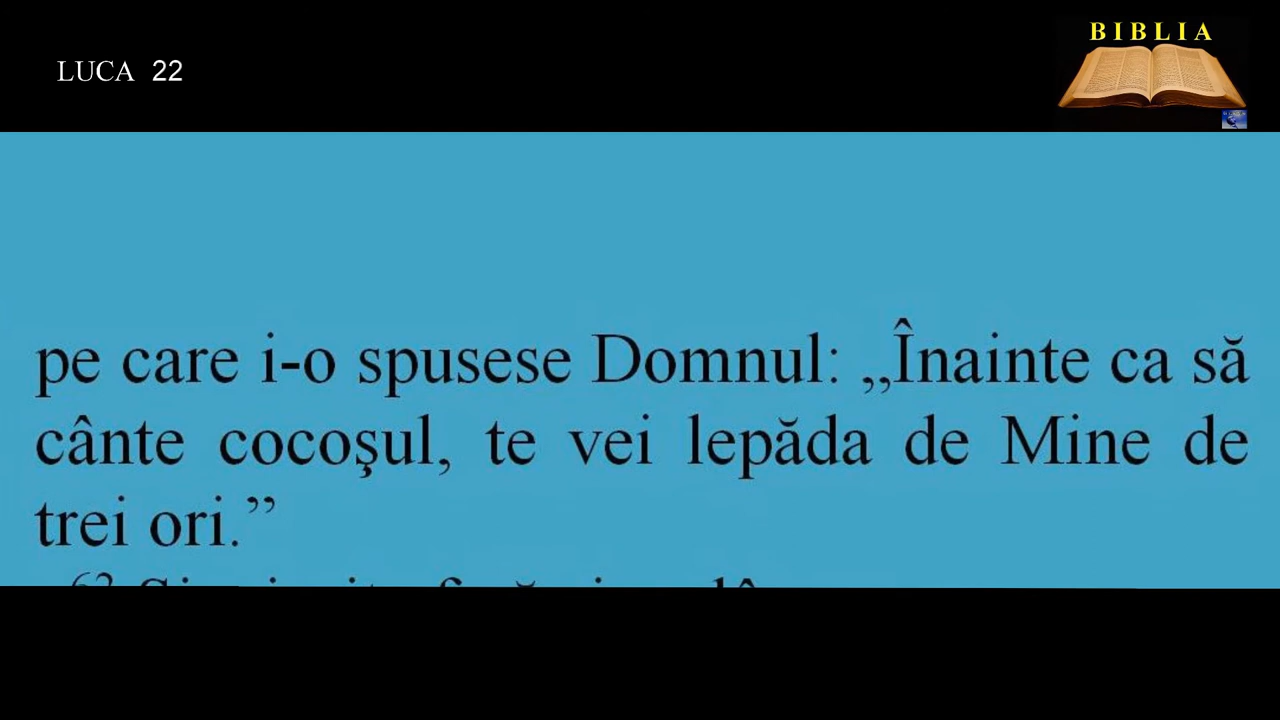 BIBLIA
LUCA 22
pe care i-o spusese Domnul: „Înainte ca să
cânte cocoşul, te vei lepăda de Mine de
trei ori.”